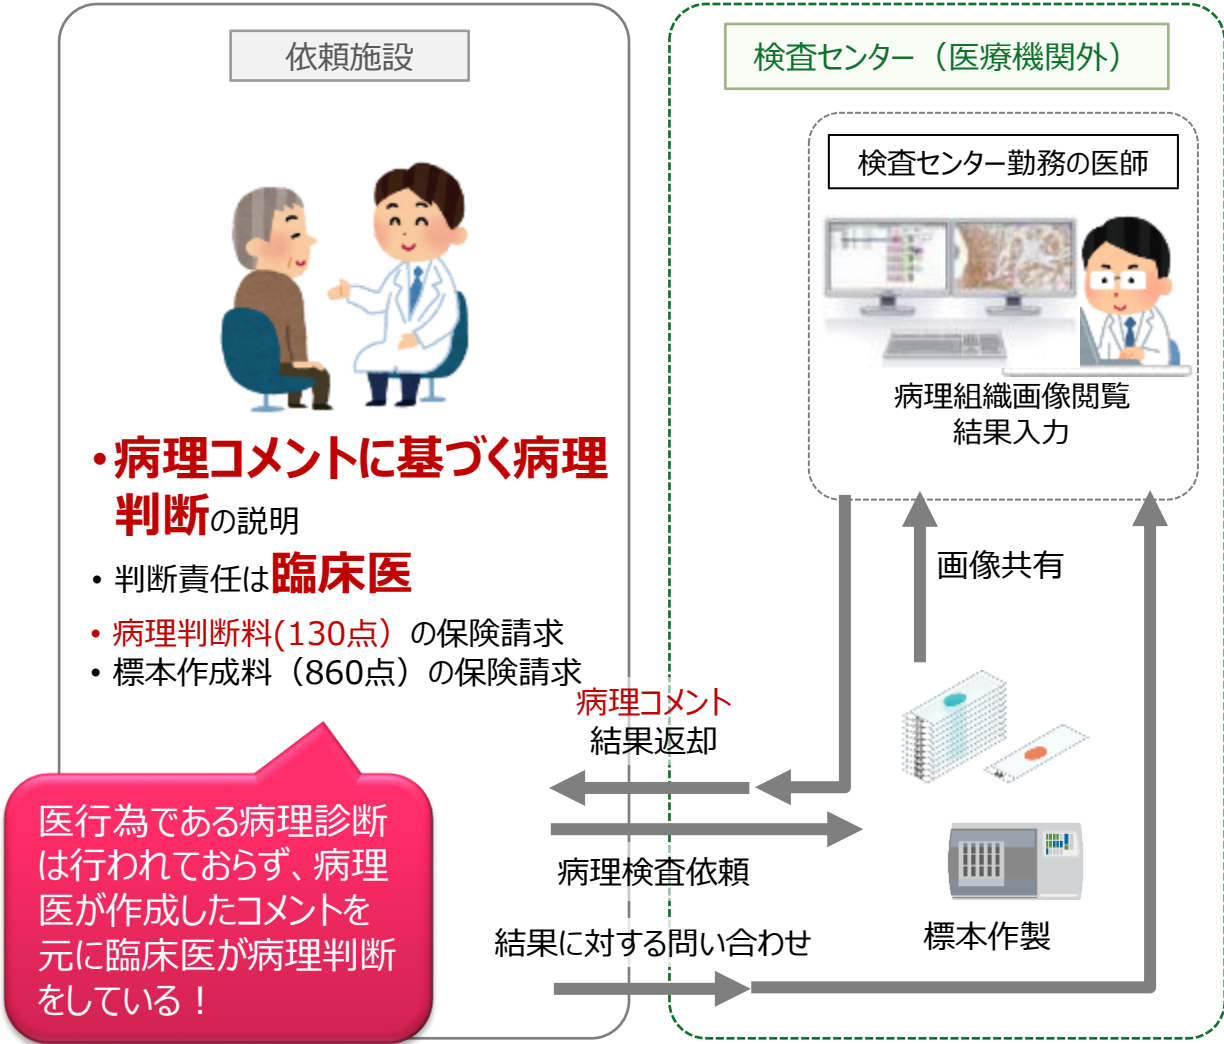 依頼施設
・病理コメントに基づく病理
判断の説明
・判断責任は臨床医
・病理判断料(130点）の保険請求
・標本作成料（860点）の保険請求
医行為である病理診断
は行われておらず、病理
医が作成したコメントを
元に臨床医が病理判断
をしている！
病理コメント
結果返却
病理検査依頼
結果に対する問い合わせ
検査センター（医療機関外）
検査センター勤務の医師
病理組織画像閲覧
結果入力
画像共有
標本作製